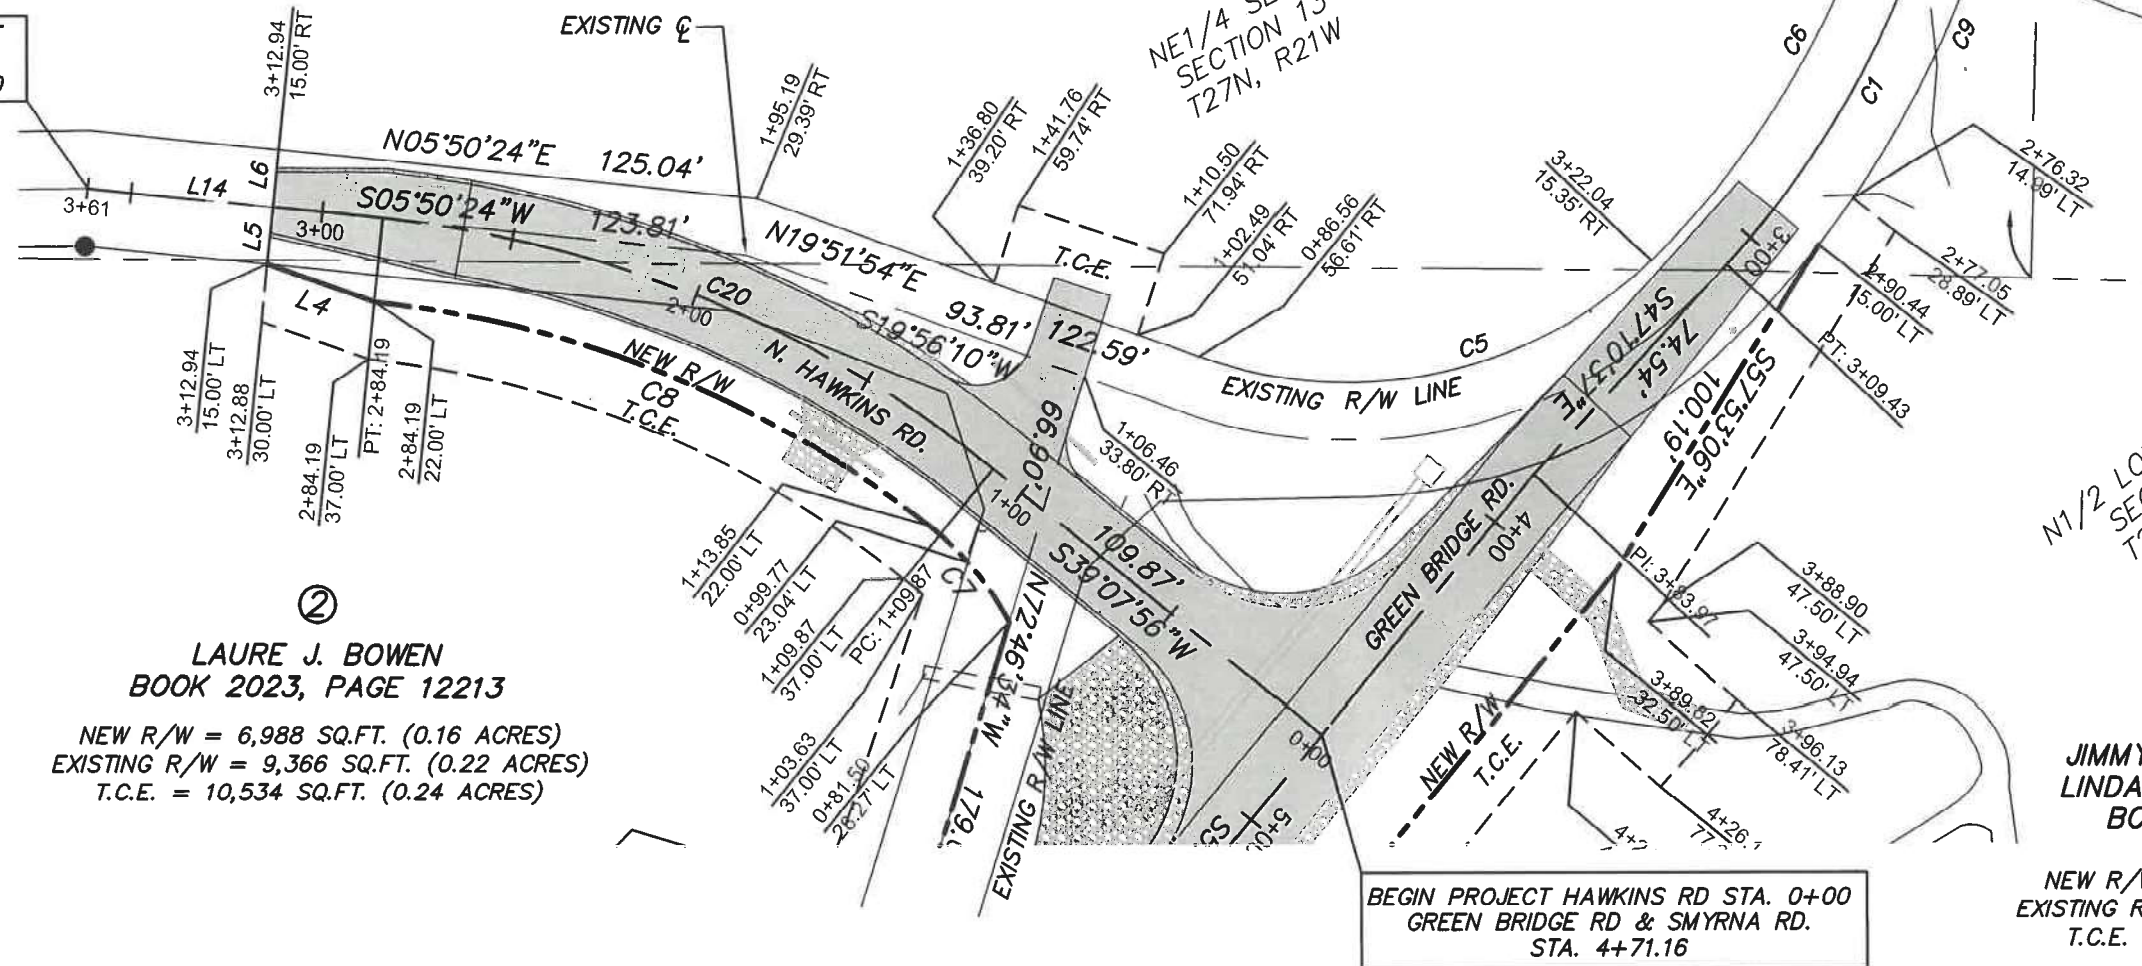 3+12.94
15.00' RT
EXISTING ℄
NE1/4
SECTION 13
T27N, R21W
C6
C1
C9
N05°50'24"E 125.04'
1+95.19
29.39' RT
1+36.80
39.20' RT
1+41.76
59.74' RT
1+10.50
71.94' RT
1+02.49
51.04' RT
0+86.56
56.61' RT
3+22.04
15.35' RT
2+76.32
14.99' LT
2+77.05
28.89' LT
2+90.44
15.00' LT
PT: 3+09.43
3+61
L14
L6
L5
3+00
S05°50'24"W 123.81'
N19°51'54"E 93.81'
T.C.E.
C20
2+00
S19°56'10"W 122.59'
C5
EXISTING R/W LINE
3+00
S47°10'37"E
74.54'
S57°53'06"E
100.19'
L4
3+12.94
15.00' LT
3+12.88
30.00' LT
2+84.19
37.00' LT
PT: 2+84.19
2+84.19
22.00' LT
NEW R/W
C8
T.C.E.
N. HAWKINS RD.
66.90'
1+06.46
33.80' RT
1+00
109.87'
S39°07'56"W
GREEN BRIDGE RD.
4+00
PI: 3+83.97
3+88.90
47.50' LT
3+94.94
47.50' LT
3+89.82
32.50' LT
3+96.13
78.41' LT
1+13.85
22.00' LT
0+99.77
23.04' LT
1+09.87
37.00' LT
PC: 1+09.87
C7
N72°46'34"W 179.
1+03.63
37.00' LT
0+81.50
28.27' LT
EXISTING R/W LINE
0+00
5+00
NEW R/W
T.C.E.
4+26.1
77.
4+2
N1/2
②
LAURE J. BOWEN
BOOK 2023, PAGE 12213
NEW R/W = 6,988 SQ.FT. (0.16 ACRES)
EXISTING R/W = 9,366 SQ.FT. (0.22 ACRES)
T.C.E. = 10,534 SQ.FT. (0.24 ACRES)
JIMMY
LINDA
BO
NEW R/
EXISTING R
T.C.E.
BEGIN PROJECT HAWKINS RD STA. 0+00
GREEN BRIDGE RD & SMYRNA RD.
STA. 4+71.16